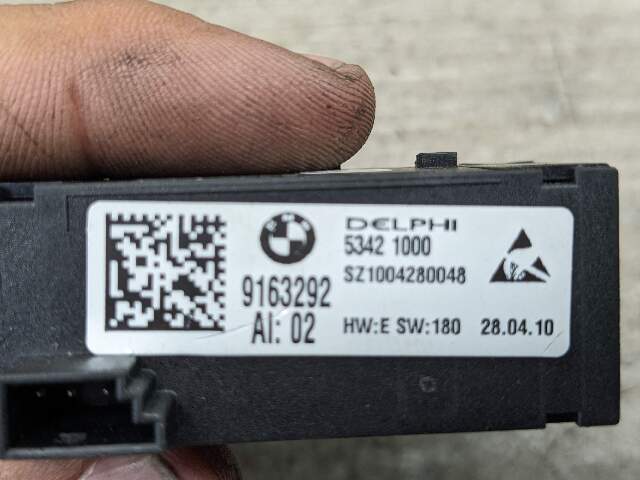 DELPHI
5342 1000
SZ1004280048
9163292
AI: 02
HW:E SW:180 28.04.10